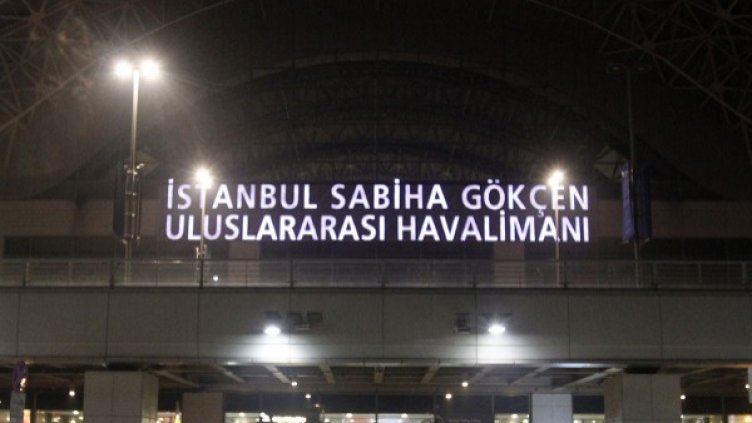 İSTANBUL SABİHA GÖKÇEN
ULUSLARARASI HAVALİMANI